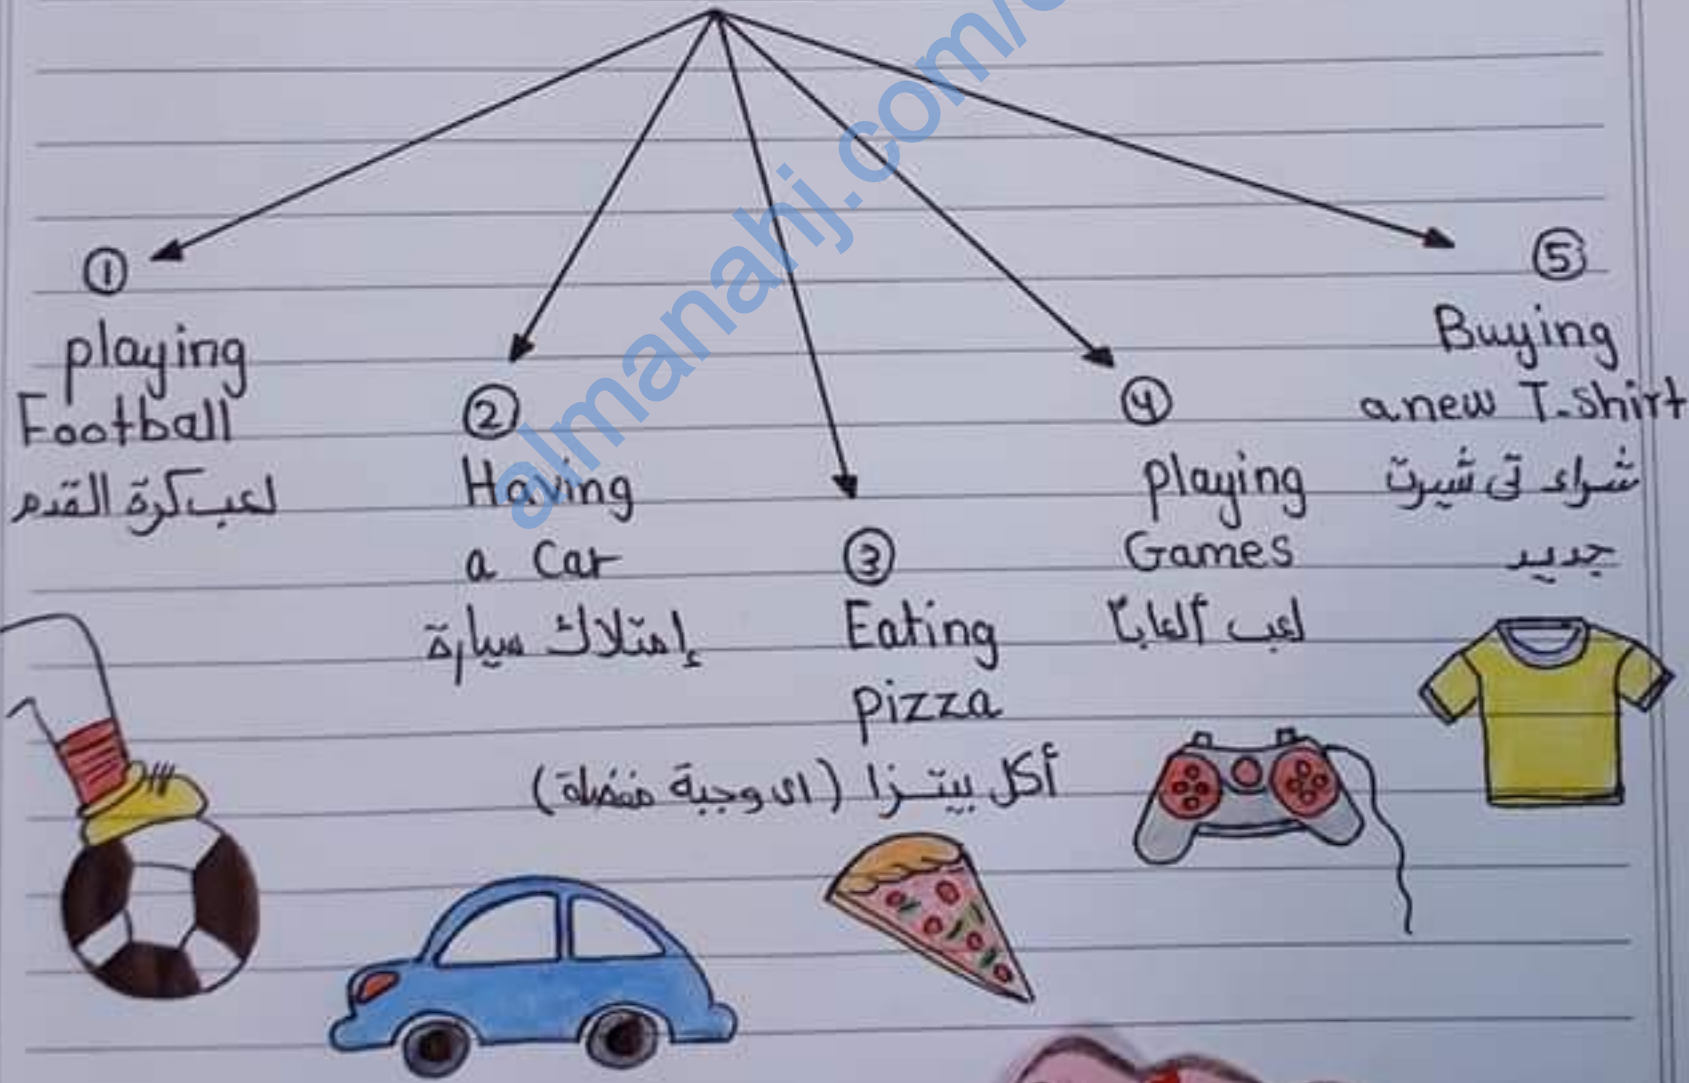 ①
playing
Football
لعب كرة القدم
②
Having
a Car
إمتلاك سيارة
③
Eating
pizza
أكل بيتزا (اى وجبة مفضلة)
④
playing
Games
لعب ألعاباً
⑤
Buying
a new T-shirt
شراء تى شيرت
جديد
almanahj.com/